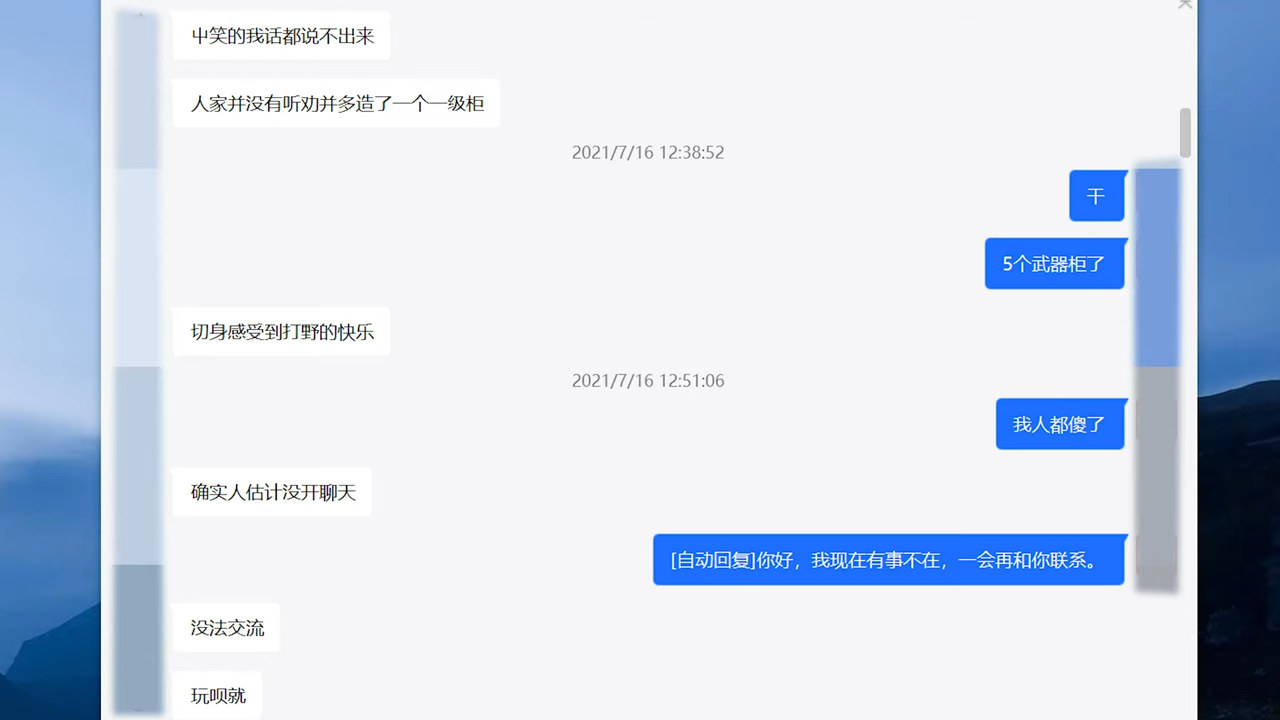 中笑的我话都说不出来
人家并没有听劝并多造了一个一级柜
2021/7/16 12:38:52
干
5个武器柜了
切身感受到打野的快乐
2021/7/16 12:51:06
我人都傻了
确实人估计没开聊天
[自动回复]你好，我现在有事不在，一会再和你联系。
没法交流
玩呗就